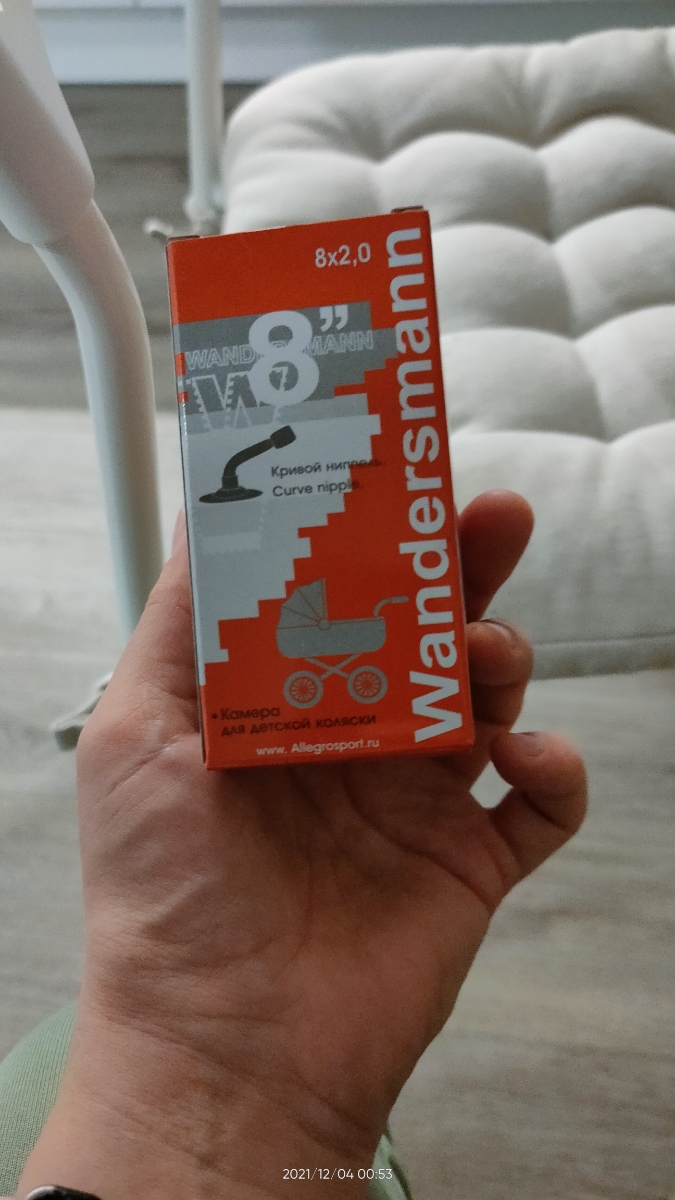 8x2,0
WANDERSMANN
8”
W
Кривой ниппель
Curve nipple
Wandersmann
• Камера
для детской коляски
www. Allegrosport.ru
2021/12/04 00:53